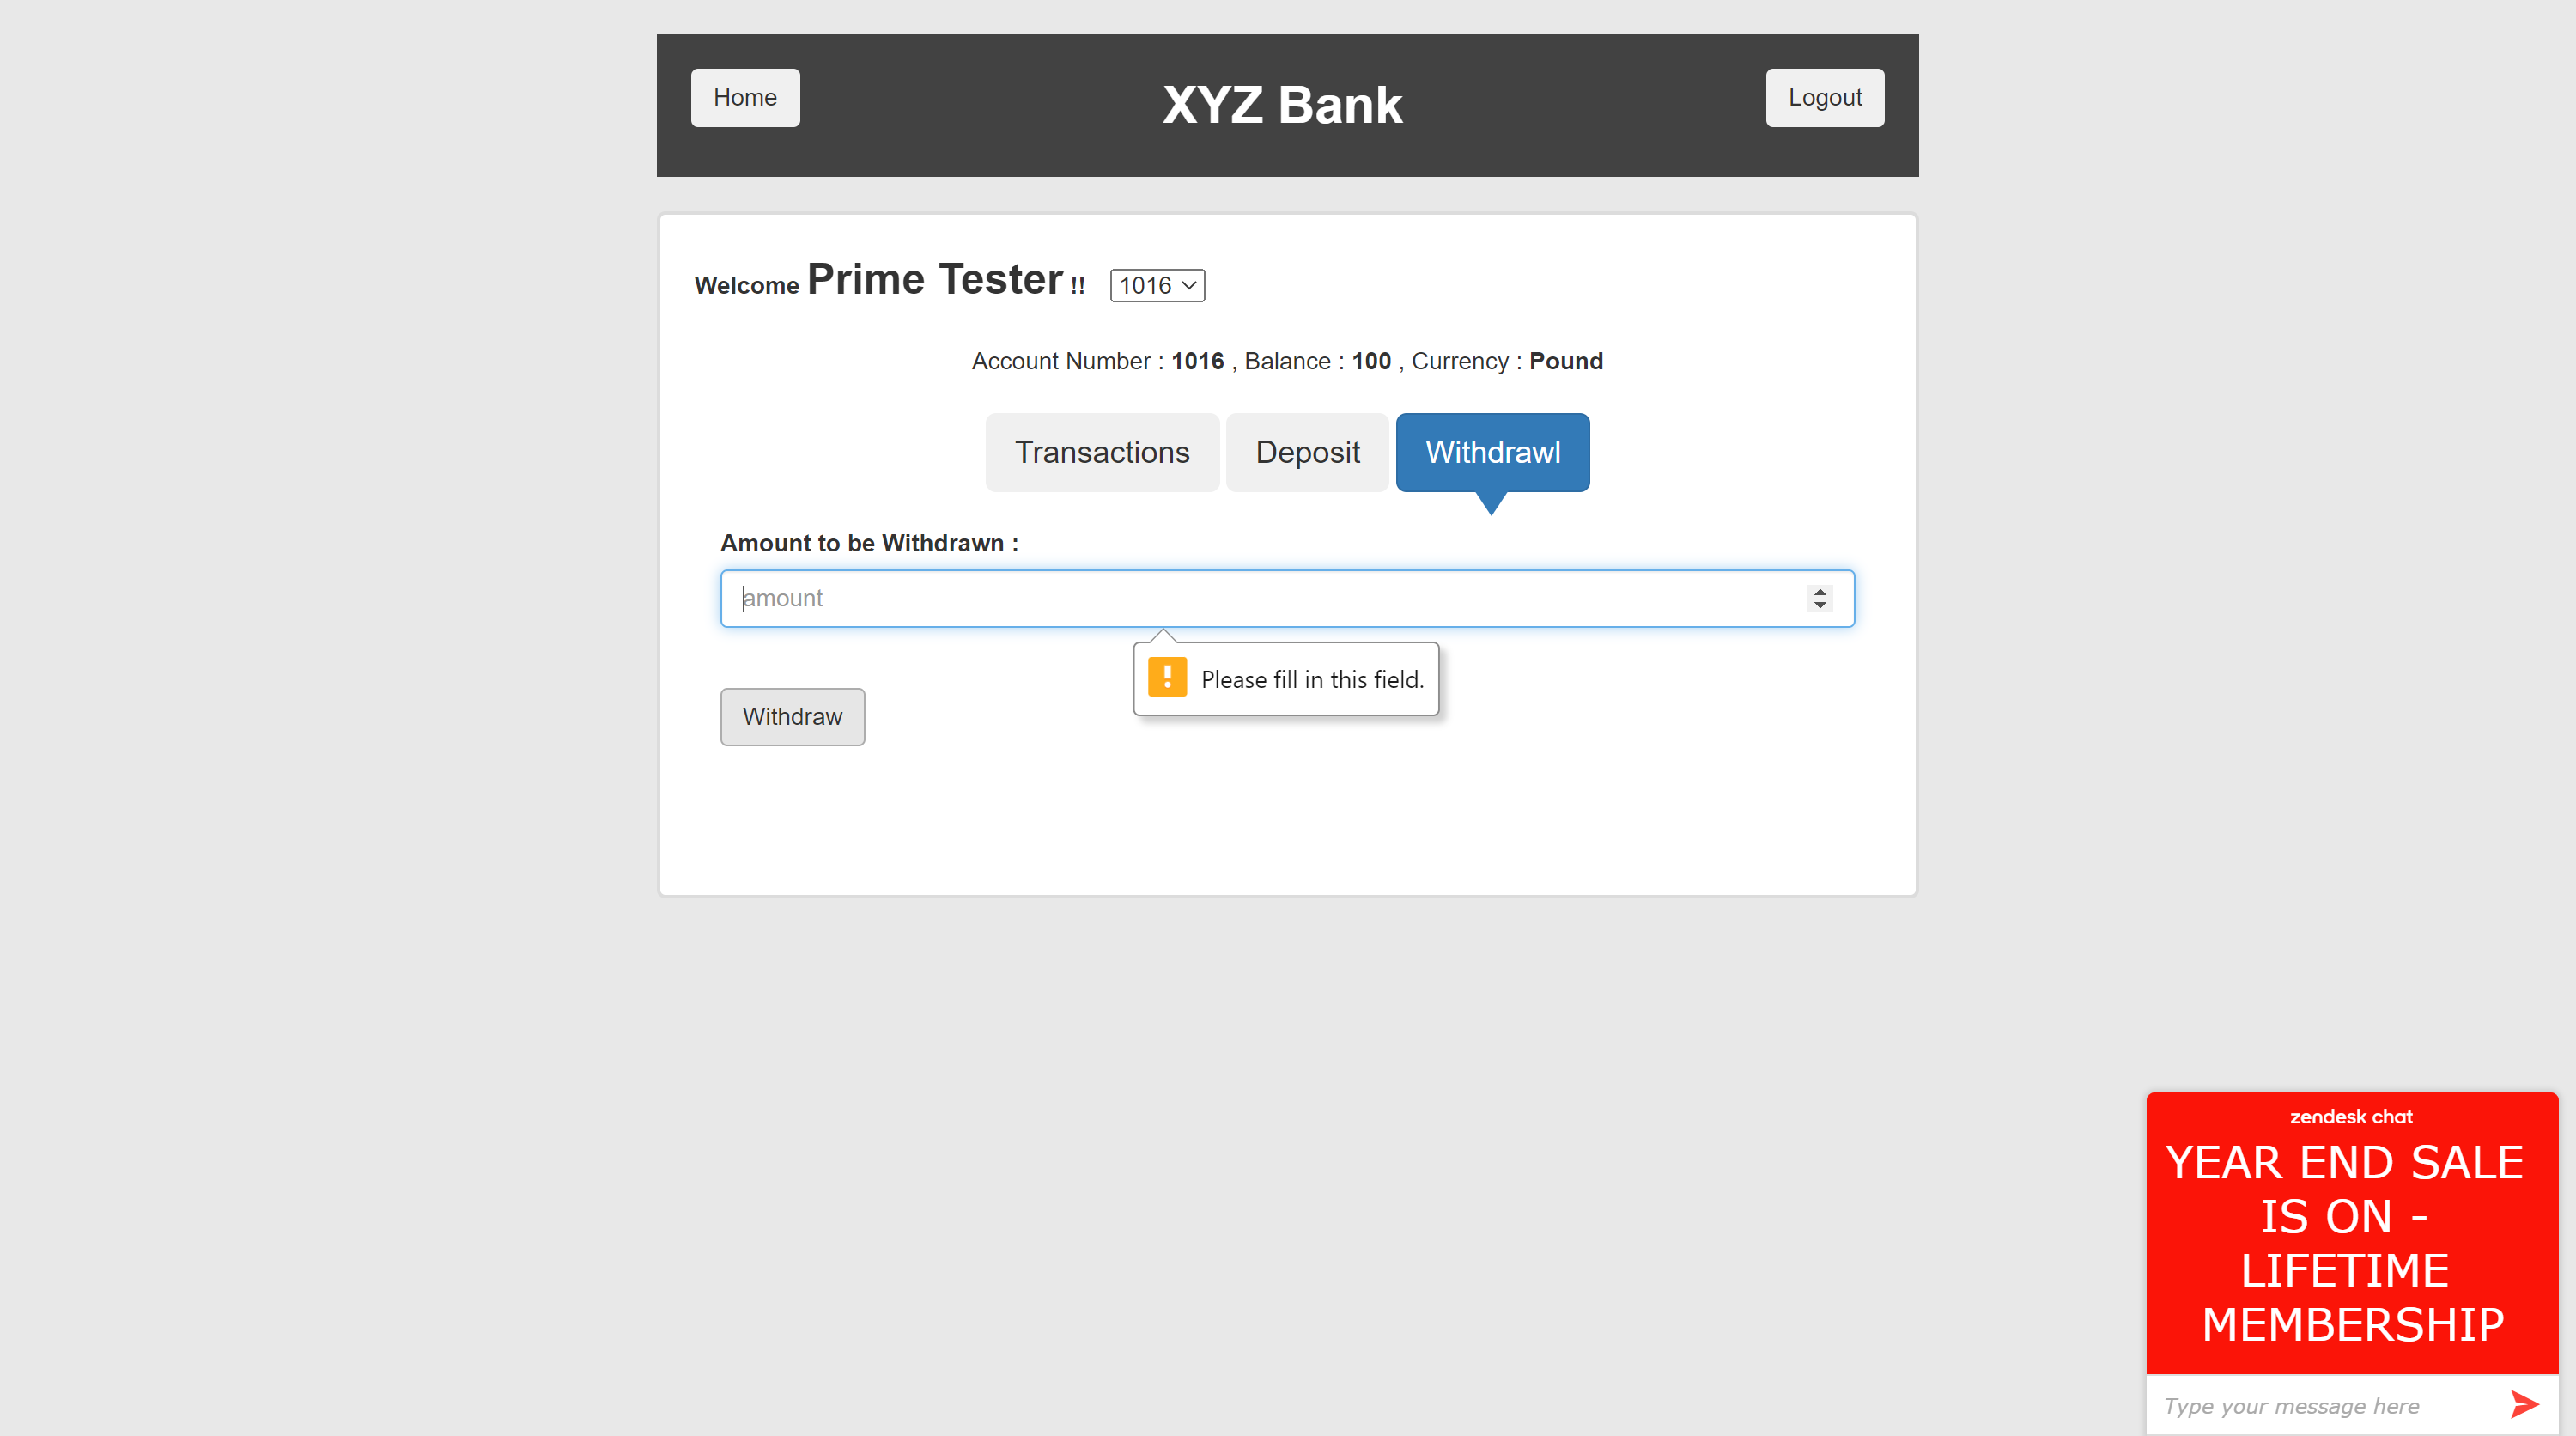 Home
XYZ Bank
Logout
Welcome Prime Tester !! 1016
Account Number : 1016 , Balance : 100 , Currency : Pound
Transactions
Deposit
Withdrawl
Amount to be Withdrawn :
amount
Please fill in this field.
Withdraw
zendesk chat
YEAR END SALE
IS ON -
LIFETIME
MEMBERSHIP
Type your message here